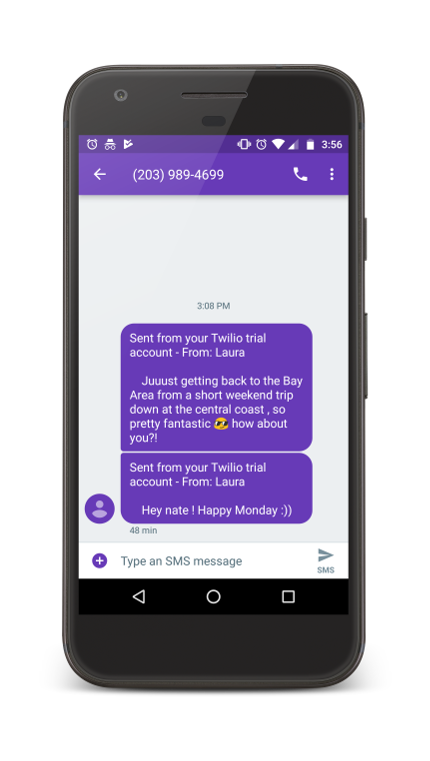 3:56
(203) 989-4699
3:08 PM
Sent from your Twilio trial
account - From: Laura
Juuust getting back to the Bay
Area from a short weekend trip
down at the central coast , so
pretty fantastic 😎 how about
you?!
Sent from your Twilio trial
account - From: Laura
Hey nate ! Happy Monday :))
48 min
Type an SMS message
SMS